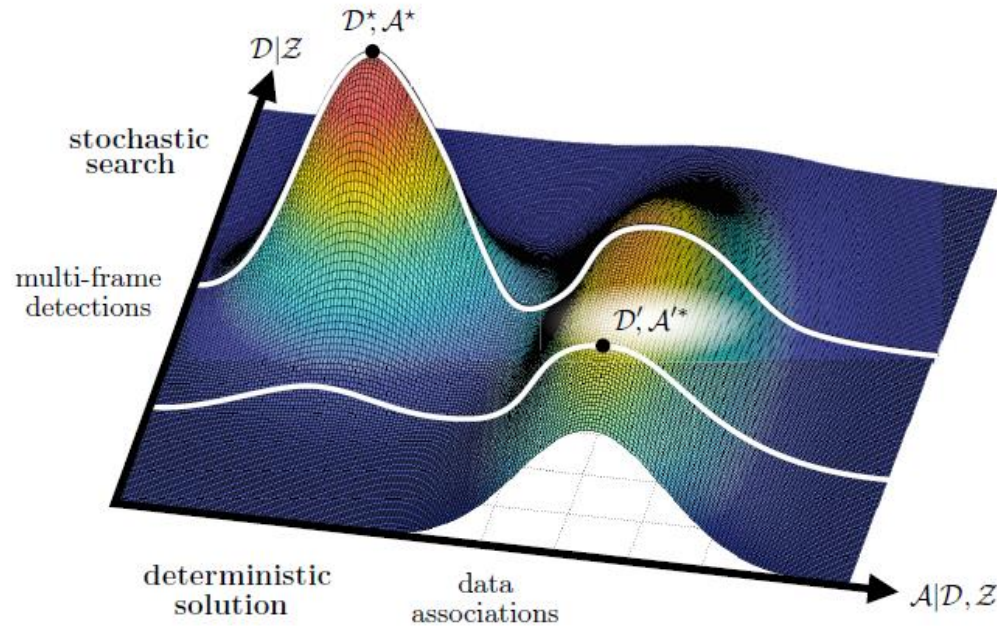 𝒟*, 𝒜*
𝒟|𝒵
stochastic
search
multi-frame
detections
𝒟′, 𝒜′*
deterministic
solution
data
associations
𝒜|𝒟, 𝒵